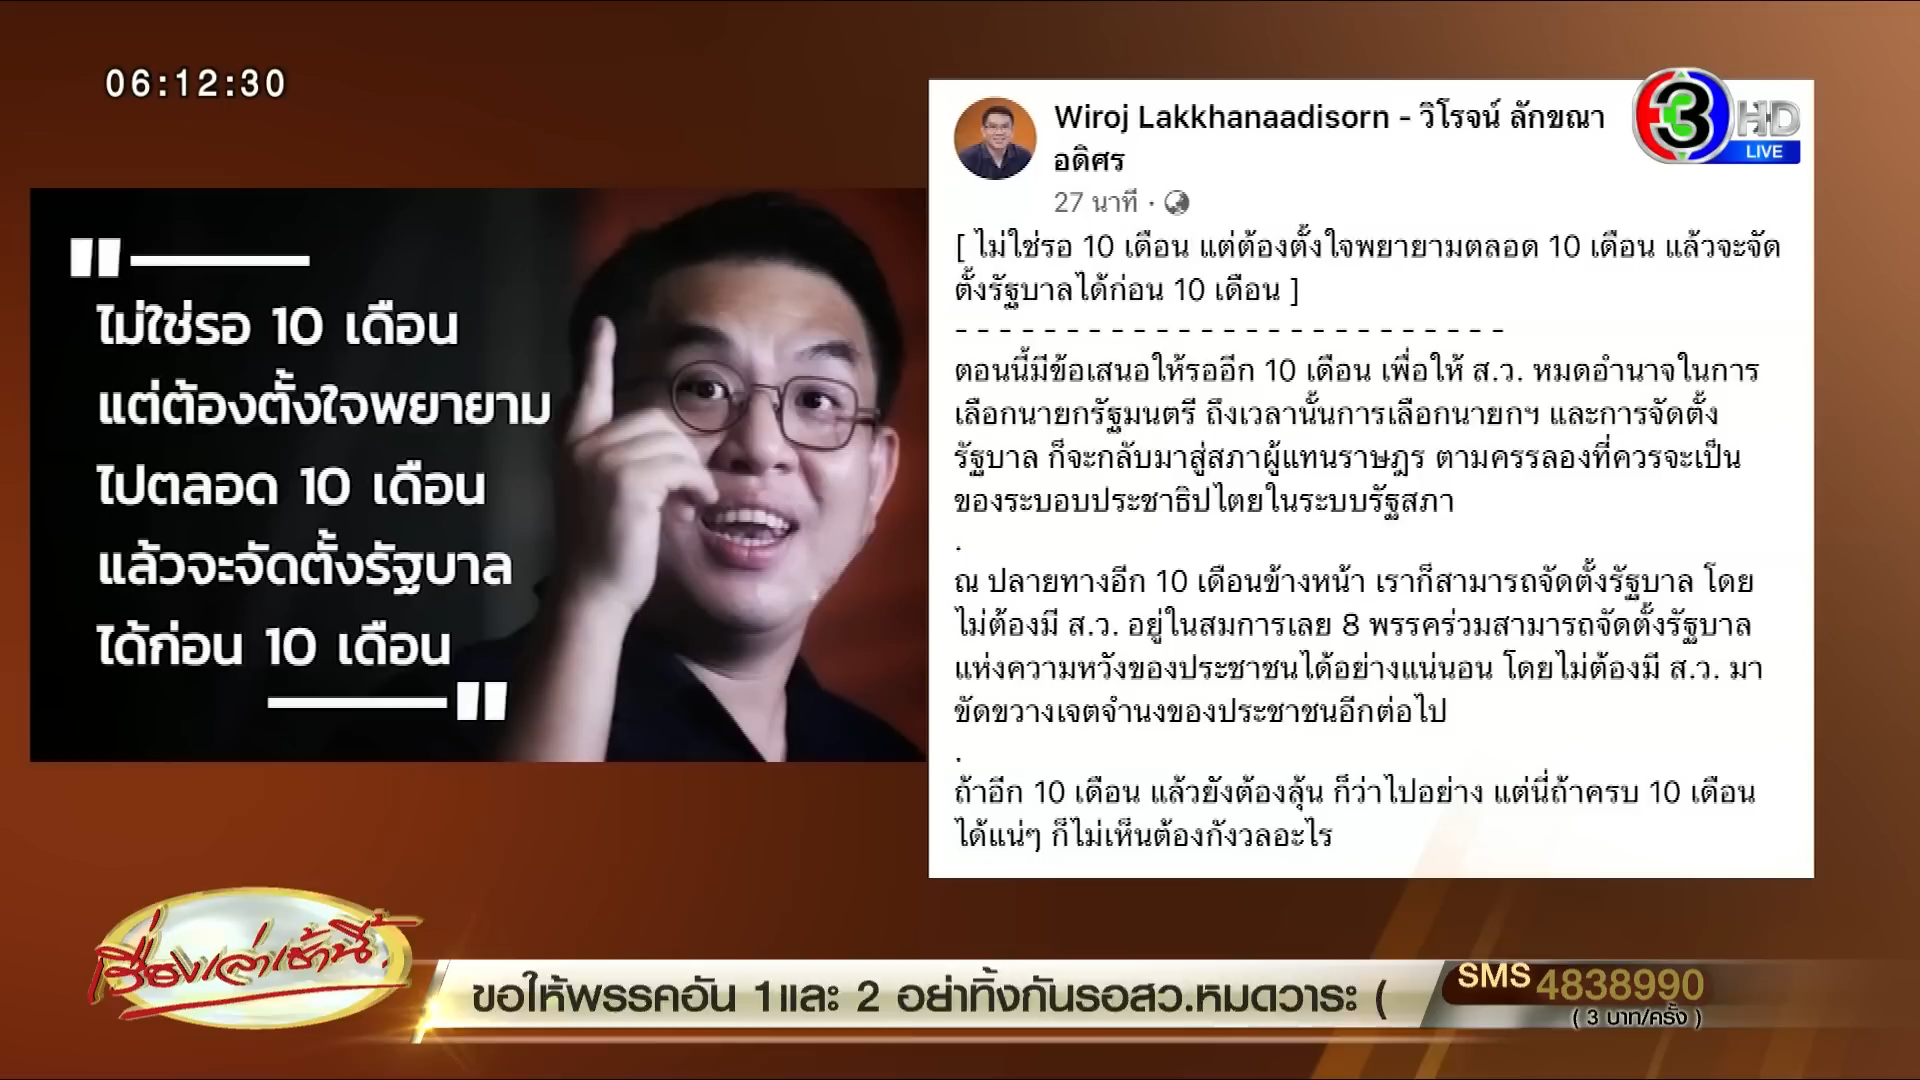 06:12:30
ไม่ใช่รอ 10 เดือน
แต่ต้องตั้งใจพยายาม
ไปตลอด 10 เดือน
แล้วจะจัดตั้งรัฐบาล
ได้ก่อน 10 เดือน
Wiroj Lakkhanaadisorn - วิโรจน์ ลักขณา
อดิศร
27 นาที ·
3 HD
LIVE
[ ไม่ใช่รอ 10 เดือน แต่ต้องตั้งใจพยายามตลอด 10 เดือน แล้วจะจัด
ตั้งรัฐบาลได้ก่อน 10 เดือน ]
- - - - - - - - - - - - - - - - - - - - - - - - -
ตอนนี้มีข้อเสนอให้รออีก 10 เดือน เพื่อให้ ส.ว. หมดอำนาจในการ
เลือกนายกรัฐมนตรี ถึงเวลานั้นการเลือกนายกฯ และการจัดตั้ง
รัฐบาล ก็จะกลับมาสู่สภาผู้แทนราษฎร ตามครรลองที่ควรจะเป็น
ของระบอบประชาธิปไตยในระบบรัฐสภา
.
ณ ปลายทางอีก 10 เดือนข้างหน้า เราก็สามารถจัดตั้งรัฐบาล โดย
ไม่ต้องมี ส.ว. อยู่ในสมการเลย 8 พรรคร่วมสามารถจัดตั้งรัฐบาล
แห่งความหวังของประชาชนได้อย่างแน่นอน โดยไม่ต้องมี ส.ว. มา
ขัดขวางเจตจำนงของประชาชนอีกต่อไป
.
ถ้าอีก 10 เดือน แล้วยังต้องลุ้น ก็ว่าไปอย่าง แต่นี่ถ้าครบ 10 เดือน
ได้แน่ๆ ก็ไม่เห็นต้องกังวลอะไร
เรื่องเล่าเช้านี้
ขอให้พรรคอัน 1และ 2 อย่าทิ้งกันรอสว.หมดวาระ (
SMS 4838990
( 3 บาท/ครั้ง )